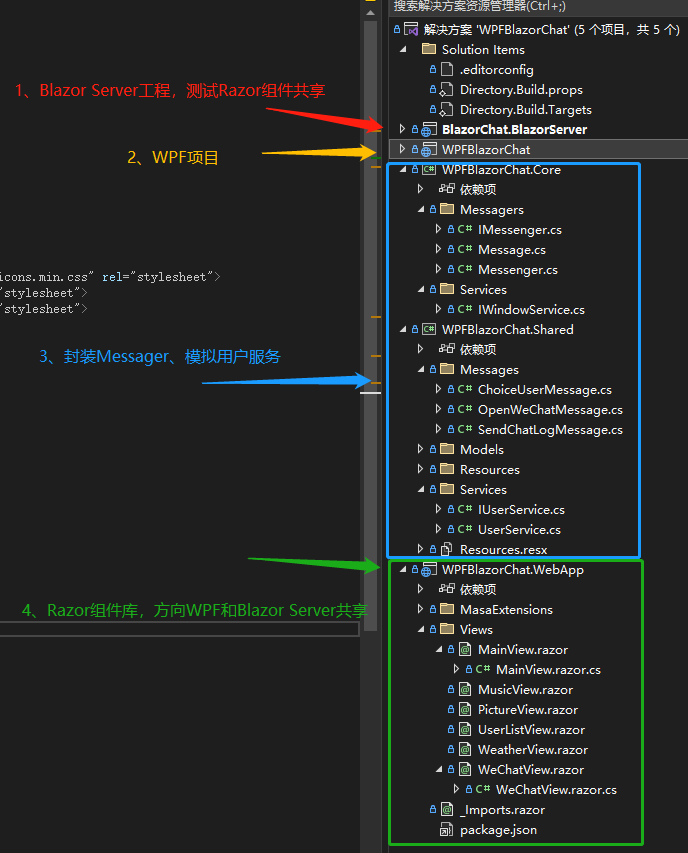 搜索解决方案资源管理器(Ctrl+;)
解决方案 'WPFBlazorChat' (5 个项目，共 5 个)
Solution Items
.editorconfig
Directory.Build.props
Directory.Build.Targets
1、Blazor Server工程，测试Razor组件共享
BlazorChat.BlazorServer
2、WPF项目
WPFBlazorChat
WPFBlazorChat.Core
依赖项
Messagers
IMessenger.cs
Message.cs
Messenger.cs
icons.min.css" rel="stylesheet">
"stylesheet">
"stylesheet">
Services
IWindowService.cs
WPFBlazorChat.Shared
3、封装Messager、模拟用户服务
依赖项
Messages
ChoiceUserMessage.cs
OpenWeChatMessage.cs
SendChatLogMessage.cs
Models
Resources
Services
IUserService.cs
UserService.cs
Resources.resx
WPFBlazorChat.WebApp
依赖项
4、Razor组件库，方向WPF和Blazor Server共享
MasaExtensions
Views
MainView.razor
MainView.razor.cs
MusicView.razor
PictureView.razor
UserListView.razor
WeatherView.razor
WeChatView.razor
WeChatView.razor.cs
_Imports.razor
package.json